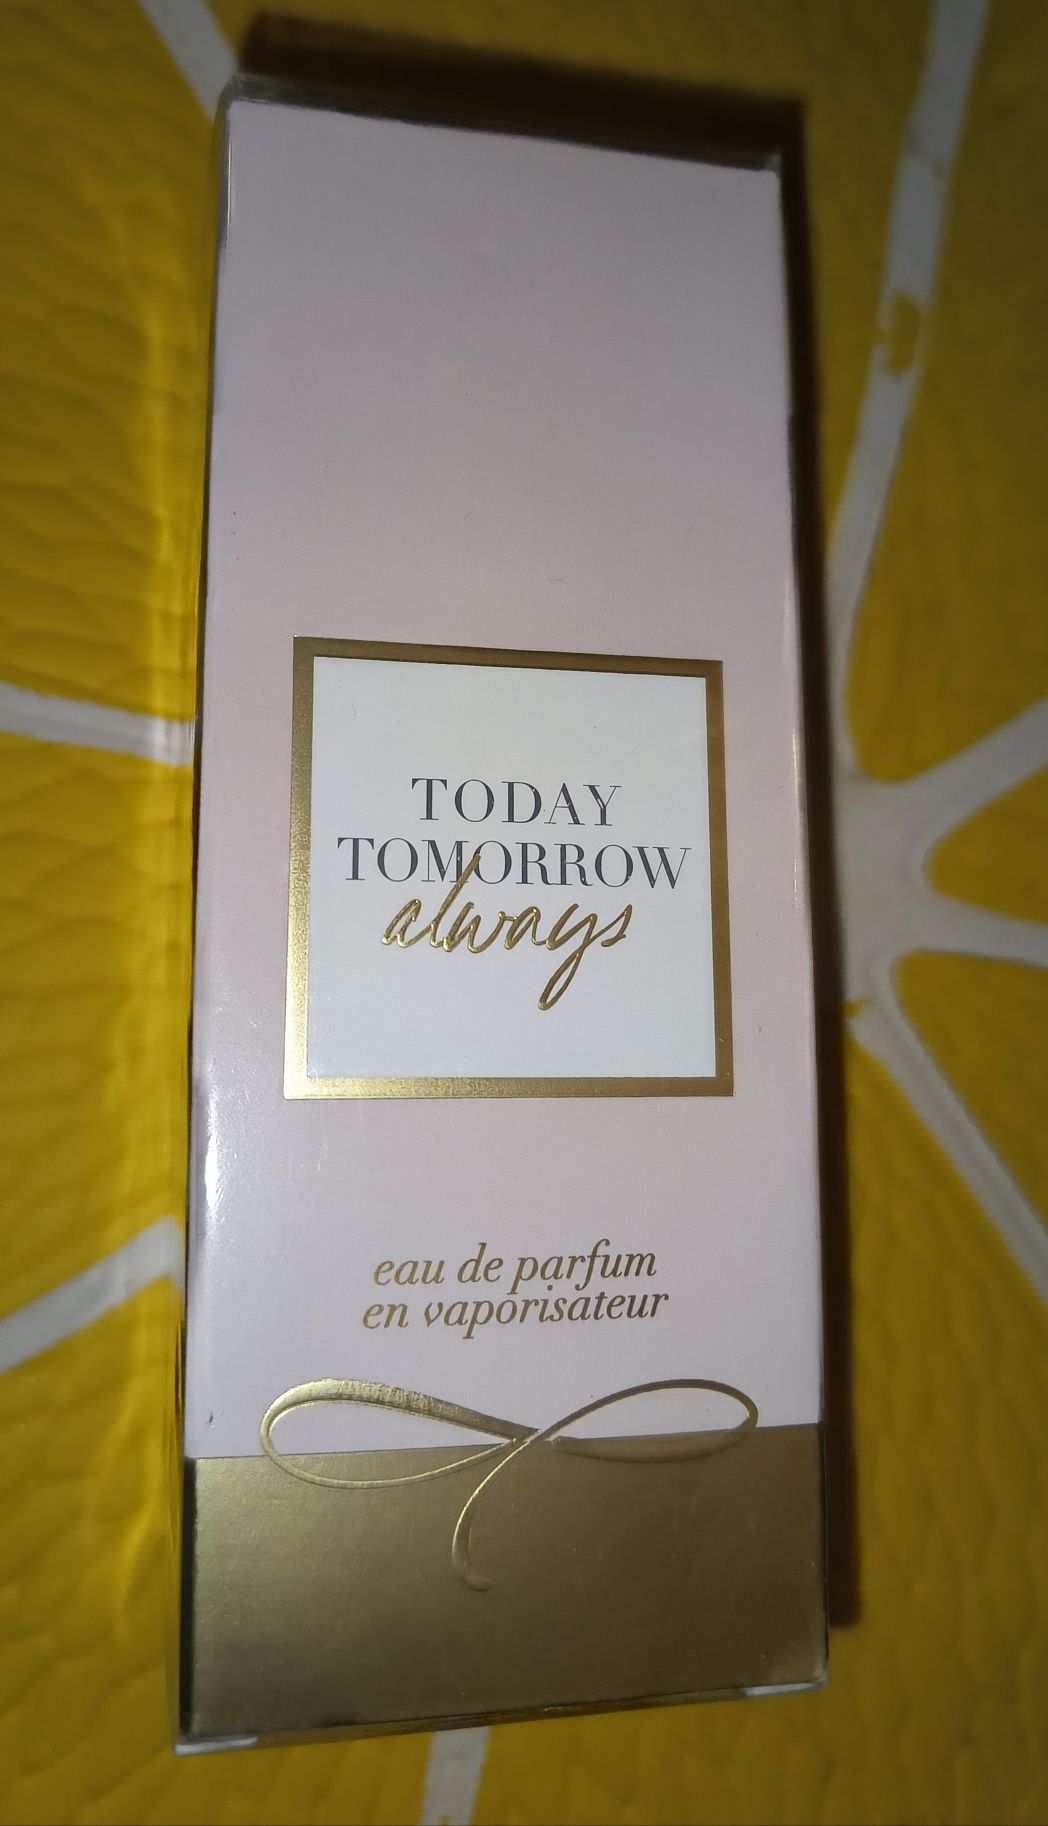 TODAY
TOMORROW
always
eau de parfum
en vaporisateur